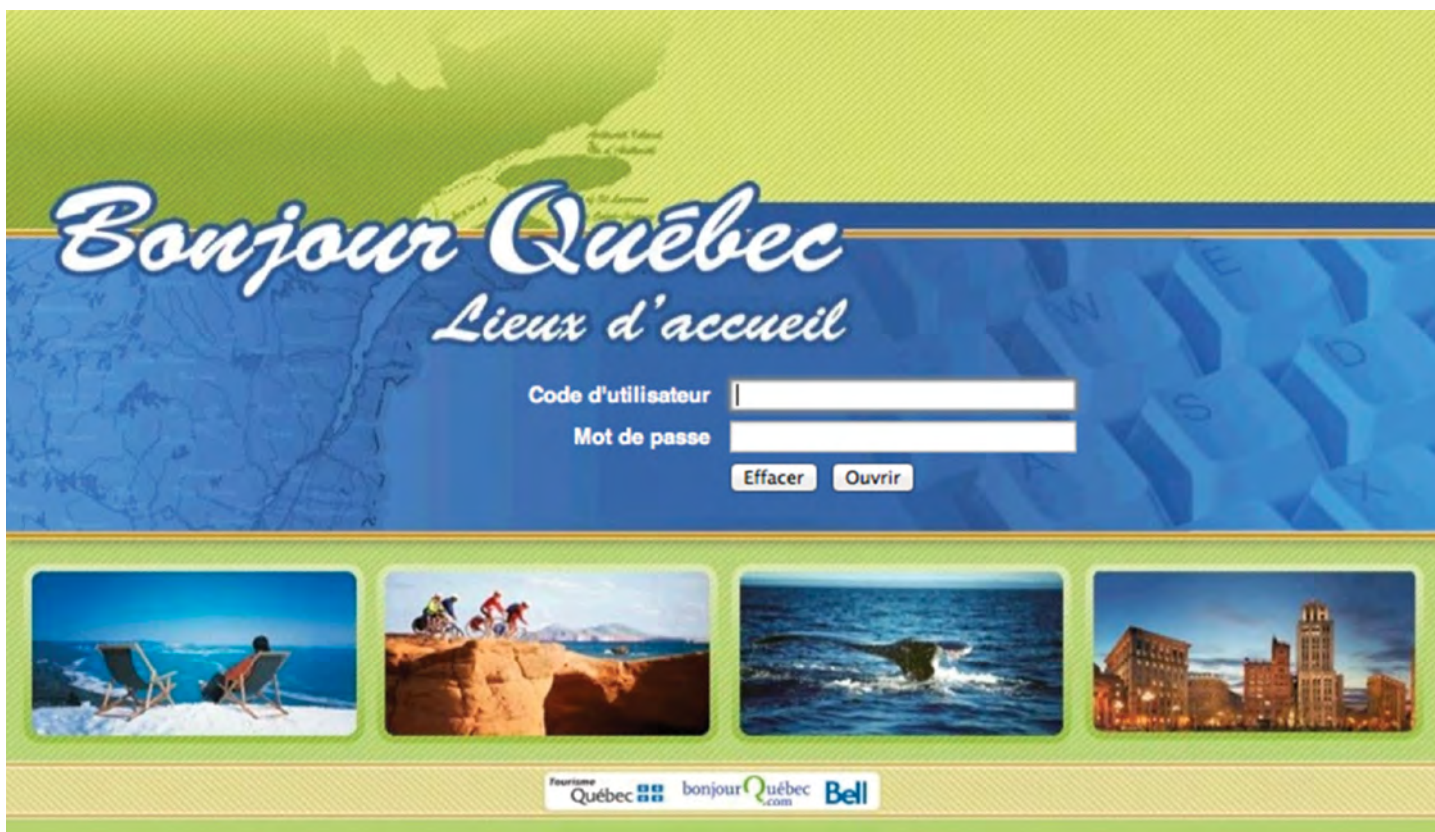 Bonjour Québec
Lieux d'accueil
Code d'utilisateur
Mot de passe
Effacer Ouvrir
E
W
D
S
A
X
Tourisme
Québec
bonjourQuébec
.com
Bell